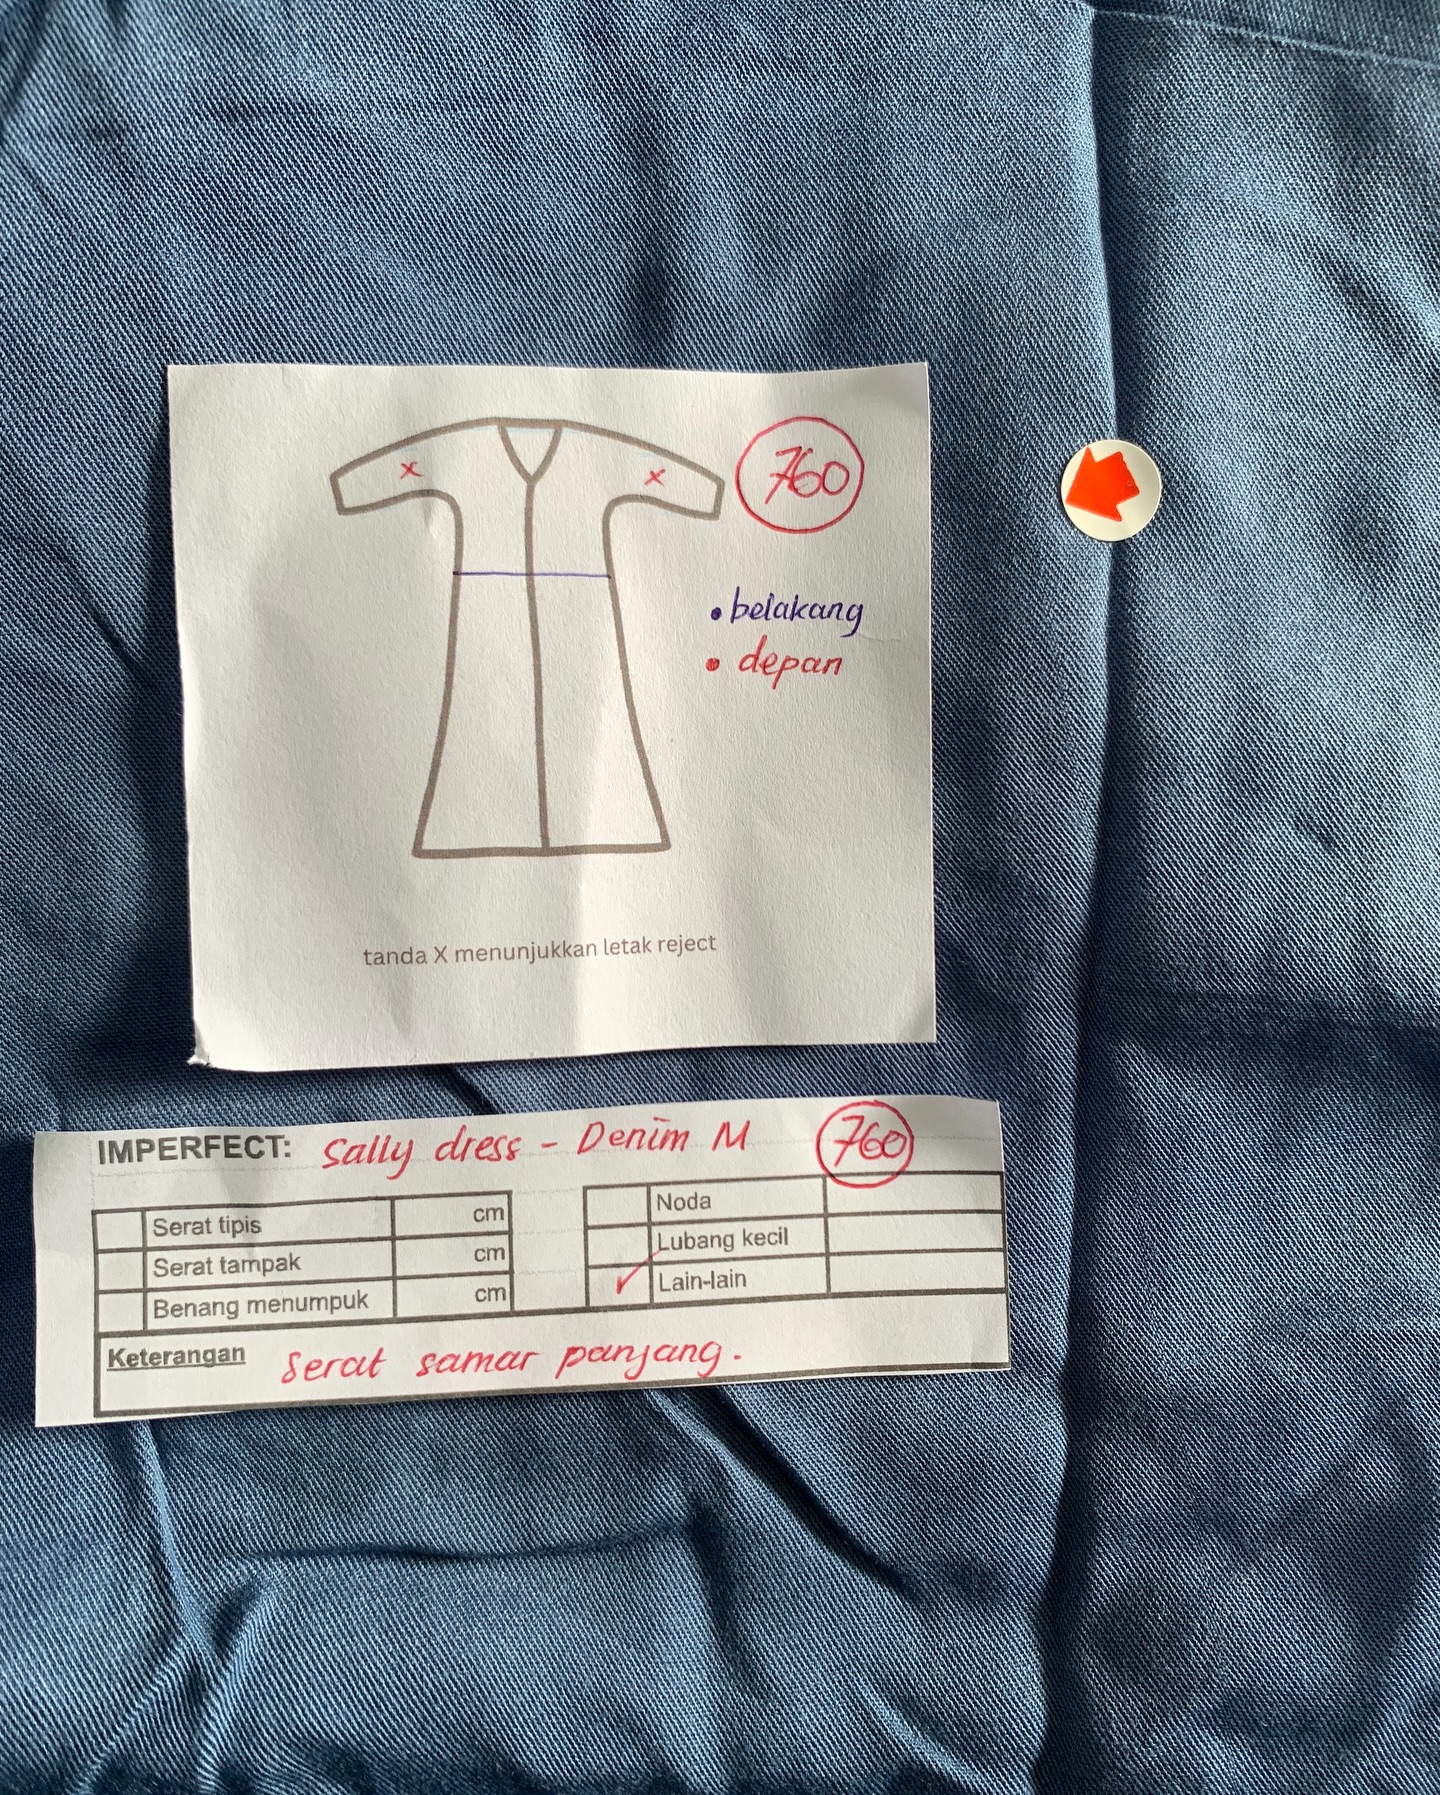 760
• belakang
• depan
tanda X menunjukkan letak reject
IMPERFECT: Sally dress - Denim M 760
Serat tipis cm
Serat tampak cm
Benang menumpuk cm
Noda
Lubang kecil
Lain-lain
Keterangan Serat samar panjang.